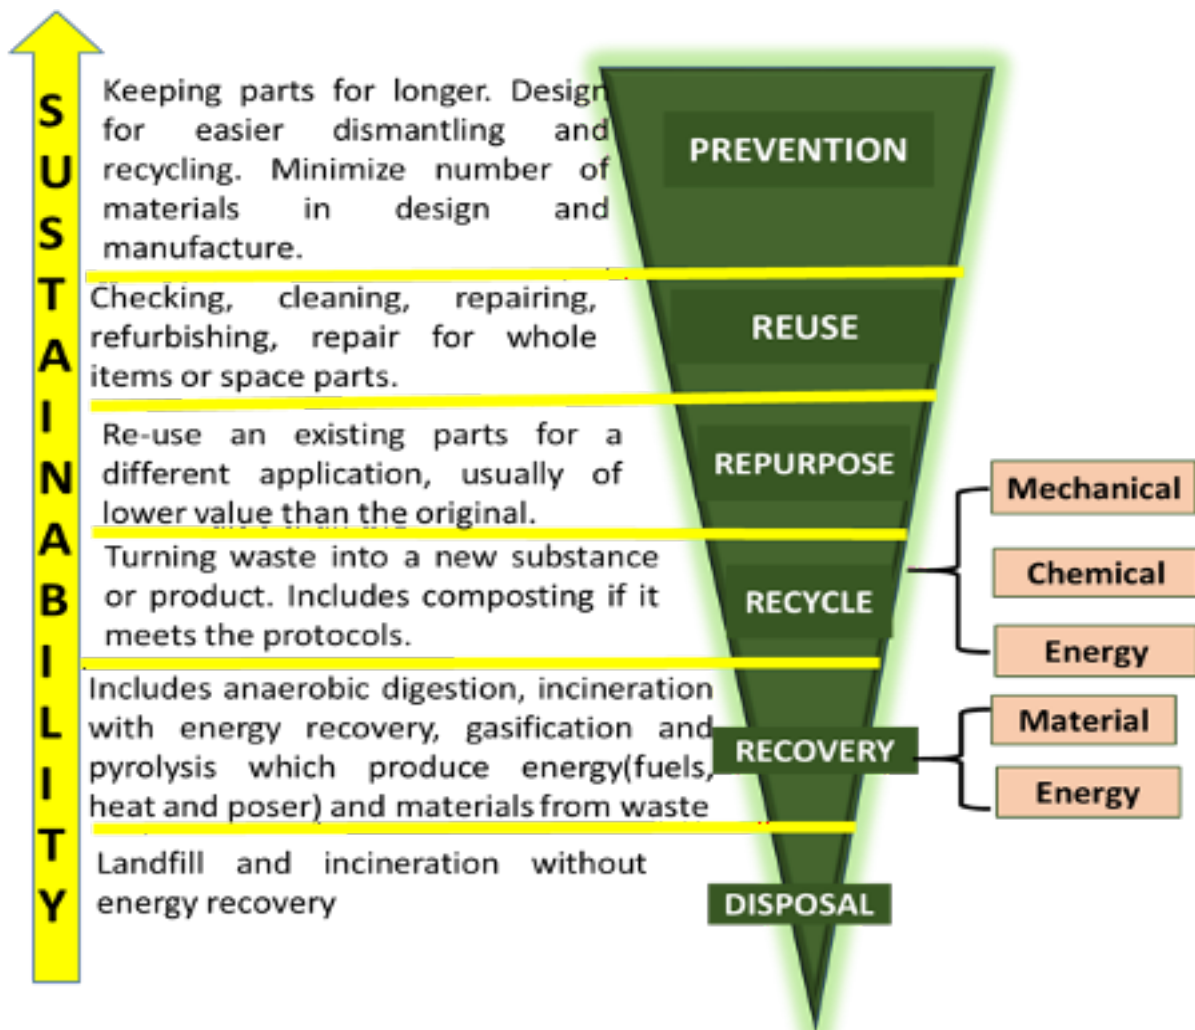 SUSTAINABILITY
Keeping parts for longer. Design
for easier dismantling and
recycling. Minimize number of
materials in design and
manufacture.
PREVENTION
Checking, cleaning, repairing,
refurbishing, repair for whole
items or space parts.
REUSE
Re-use an existing parts for a
different application, usually of
lower value than the original.
REPURPOSE
Turning waste into a new substance
or product. Includes composting if it
meets the protocols.
RECYCLE
Mechanical
Chemical
Energy
Includes anaerobic digestion, incineration
with energy recovery, gasification and
pyrolysis which produce energy(fuels,
heat and poser) and materials from waste
RECOVERY
Material
Energy
Landfill and incineration without
energy recovery
DISPOSAL